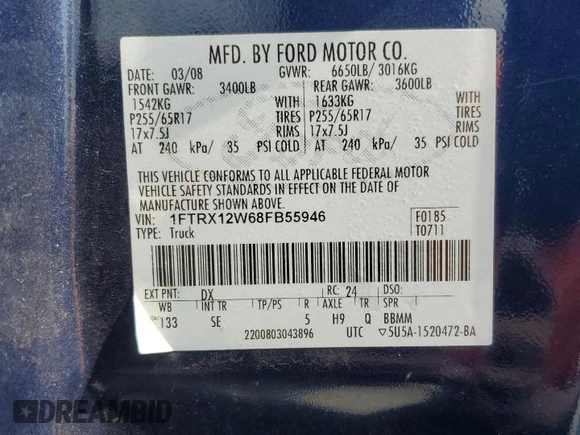 MFD. BY FORD MOTOR CO.
DATE: 03/08 GVWR: 6650LB/ 3016KG
FRONT GAWR: 3400LB REAR GAWR: 3600LB
1542KG WITH 1633KG WITH
P255/65R17 TIRES P255/65R17 TIRES
17x7.5J RIMS 17x7.5J RIMS
AT 240 kPa/ 35 PSI COLD AT 240 kPa/ 35 PSI COLD
THIS VEHICLE CONFORMS TO ALL APPLICABLE FEDERAL MOTOR
VEHICLE SAFETY STANDARDS IN EFFECT ON THE DATE OF
MANUFACTURE SHOWN ABOVE.
VIN: 1FTRX12W68FB55946 F0185
TYPE: Truck T0711
EXT PNT: DX RC: 24 DSO:
WB INT TR TP/PS R AXLE TR SPR
133 SE 5 H9 Q BBMM
2200803043896 UTC ▽5U5A-1520472-BA
DREAMBID